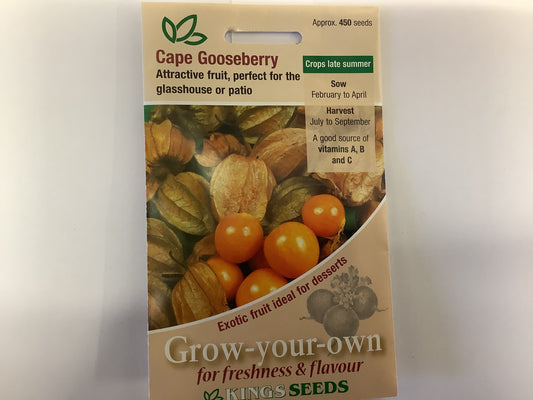 Approx. 450 seeds
Cape Gooseberry
Attractive fruit, perfect for the
glasshouse or patio
Crops late summer
Sow
February to April
Harvest
July to September
A good source of
vitamins A, B
and C
Exotic fruit ideal for desserts
Grow-your-own
for freshness & flavour
KINGS SEEDS